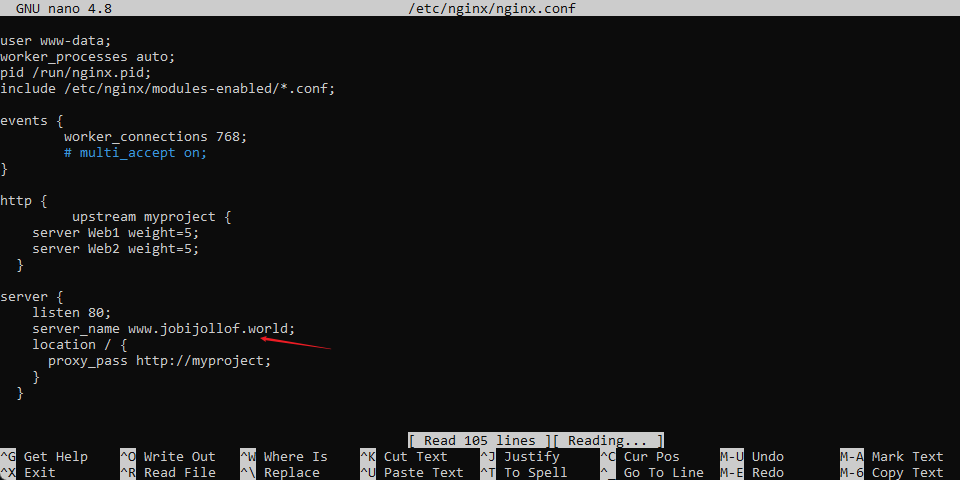 GNU nano 4.8 /etc/nginx/nginx.conf
user www-data;
worker_processes auto;
pid /run/nginx.pid;
include /etc/nginx/modules-enabled/*.conf;
events {
worker_connections 768;
# multi_accept on;
}
http {
upstream myproject {
server Web1 weight=5;
server Web2 weight=5;
}
server {
listen 80;
server_name www.jobijollof.world;
location / {
proxy_pass http://myproject;
}
}
[ Read 105 lines ][ Reading... ]
^G Get Help ^O Write Out ^W Where Is ^K Cut Text ^J Justify ^C Cur Pos M-U Undo M-A Mark Text
^X Exit ^R Read File ^\ Replace ^U Paste Text ^T To Spell ^_ Go To Line M-E Redo M-6 Copy Text